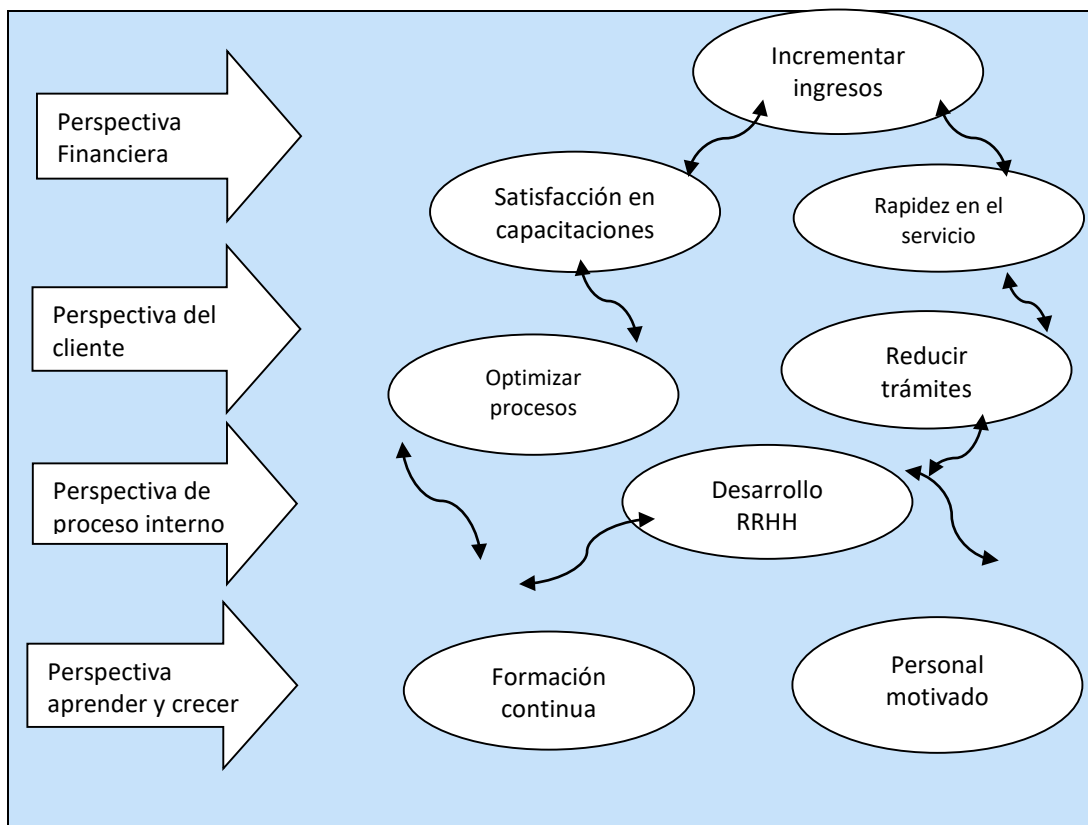 Incrementar
ingresos
Perspectiva
Financiera
Satisfacción en
capacitaciones
Rapidez en el
servicio
Perspectiva del
cliente
Optimizar
procesos
Reducir
trámites
Perspectiva de
proceso interno
Desarrollo
RRHH
Perspectiva
aprender y crecer
Formación
continua
Personal
motivado